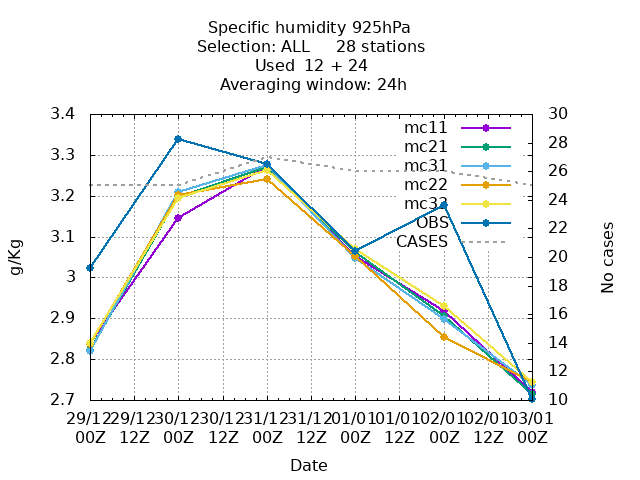 Specific humidity 925hPa
Selection: ALL 28 stations
Used 12 + 24
Averaging window: 24h
3.4
3.3
3.2
3.1
3
2.9
2.8
2.7
g/Kg
30
28
26
24
22
20
18
16
14
12
10
No cases
mc11
mc21
mc31
mc22
mc33
OBS
CASES
29/12 29/12 30/12 30/12 31/12 31/12 01/01 01/01 02/01 02/01 03/01
00Z 12Z 00Z 12Z 00Z 12Z 00Z 12Z 00Z 12Z 00Z
Date